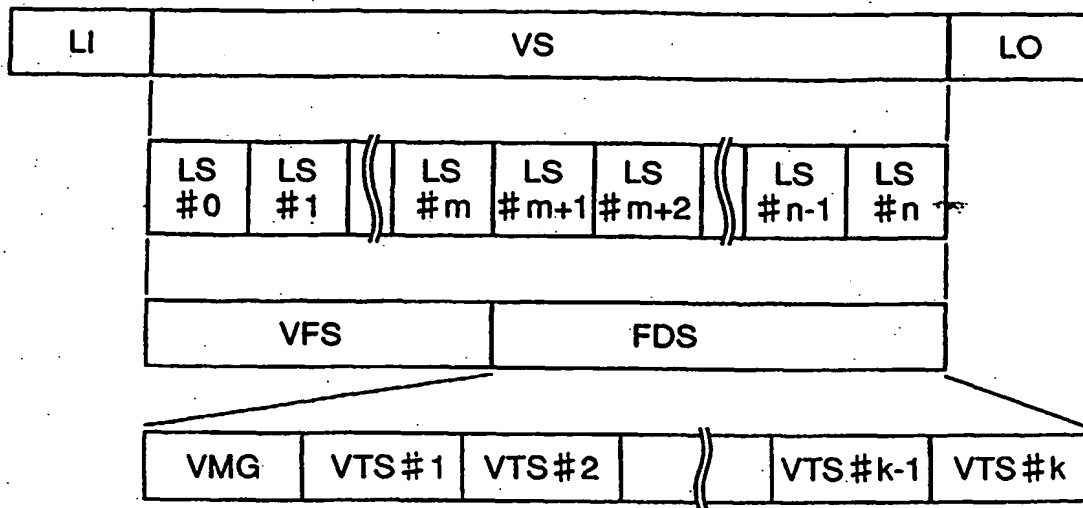 LI VS LO
LS #0 LS #1 LS #m LS #m+1 LS #m+2 LS #n-1 LS #n
VFS FDS
VMG VTS#1 VTS#2 VTS#k-1 VTS#k